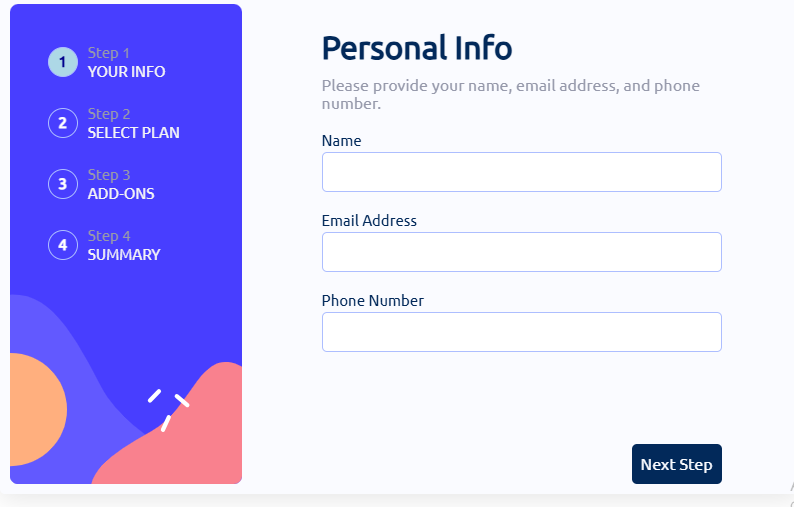 1
Step 1
YOUR INFO
2
Step 2
SELECT PLAN
3
Step 3
ADD-ONS
4
Step 4
SUMMARY
Personal Info
Please provide your name, email address, and phone
number.
Name
Email Address
Phone Number
Next Step